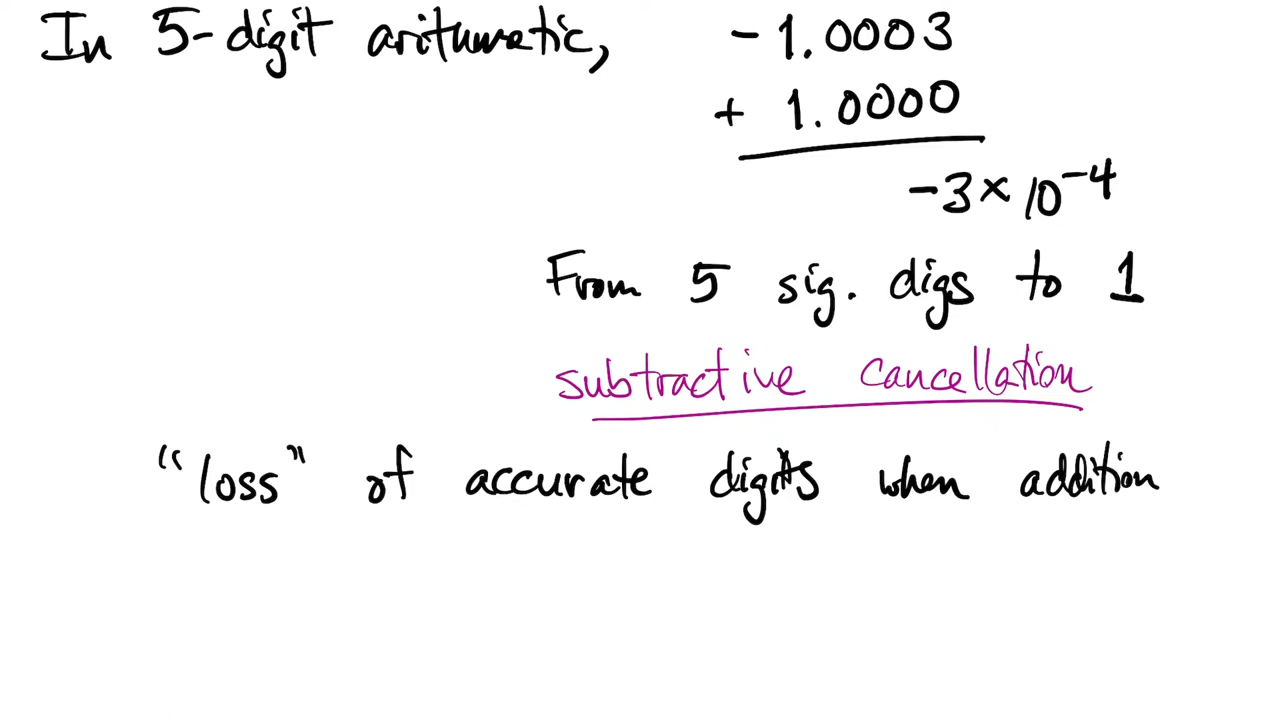 In 5-digit arithmetic, - 1.0003
+ 1.0000
-3 × 10⁻⁴
From 5 sig. digs to 1
subtractive cancellation
"loss" of accurate digits when addition